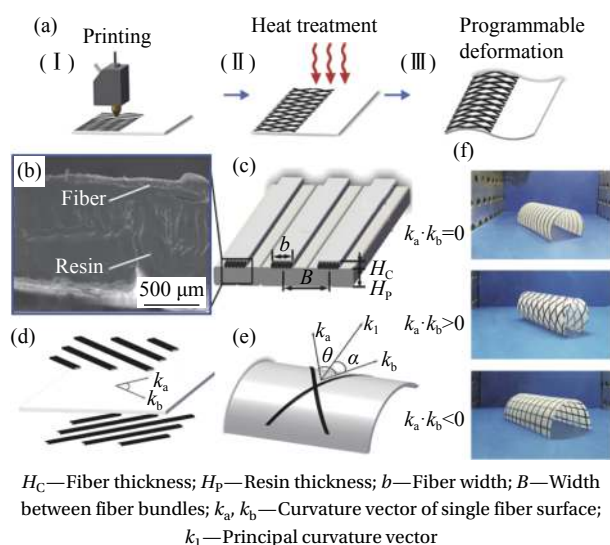 (a)
Printing
Heat treatment
Programmable
deformation
(Ⅰ)
(Ⅱ)
(Ⅲ)
(b)
Fiber
Resin
500 μm
(c)
b
B
H_C
H_P
(d)
k_a
k_b
(e)
k_a
k_1
θ
α
k_b
(f)
k_a·k_b=0
k_a·k_b>0
k_a·k_b<0
H_C—Fiber thickness; H_P—Resin thickness; b—Fiber width; B—Width
between fiber bundles; k_a, k_b—Curvature vector of single fiber surface;
k_1—Principal curvature vector